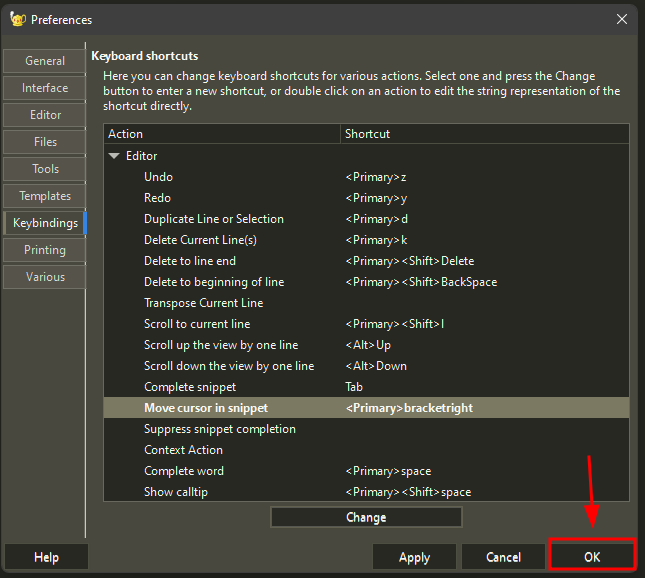 Preferences
General
Interface
Editor
Files
Tools
Templates
Keybindings
Printing
Various
Keyboard shortcuts
Here you can change keyboard shortcuts for various actions. Select one and press the Change
button to enter a new shortcut, or double click on an action to edit the string representation of the
shortcut directly.
Action Shortcut
Editor
Undo <Primary>z
Redo <Primary>y
Duplicate Line or Selection <Primary>d
Delete Current Line(s) <Primary>k
Delete to line end <Primary><Shift>Delete
Delete to beginning of line <Primary><Shift>BackSpace
Transpose Current Line
Scroll to current line <Primary><Shift>l
Scroll up the view by one line <Alt>Up
Scroll down the view by one line <Alt>Down
Complete snippet Tab
Move cursor in snippet <Primary>bracketright
Suppress snippet completion
Context Action
Complete word <Primary>space
Show calltip <Primary><Shift>space
Change
Help Apply Cancel OK